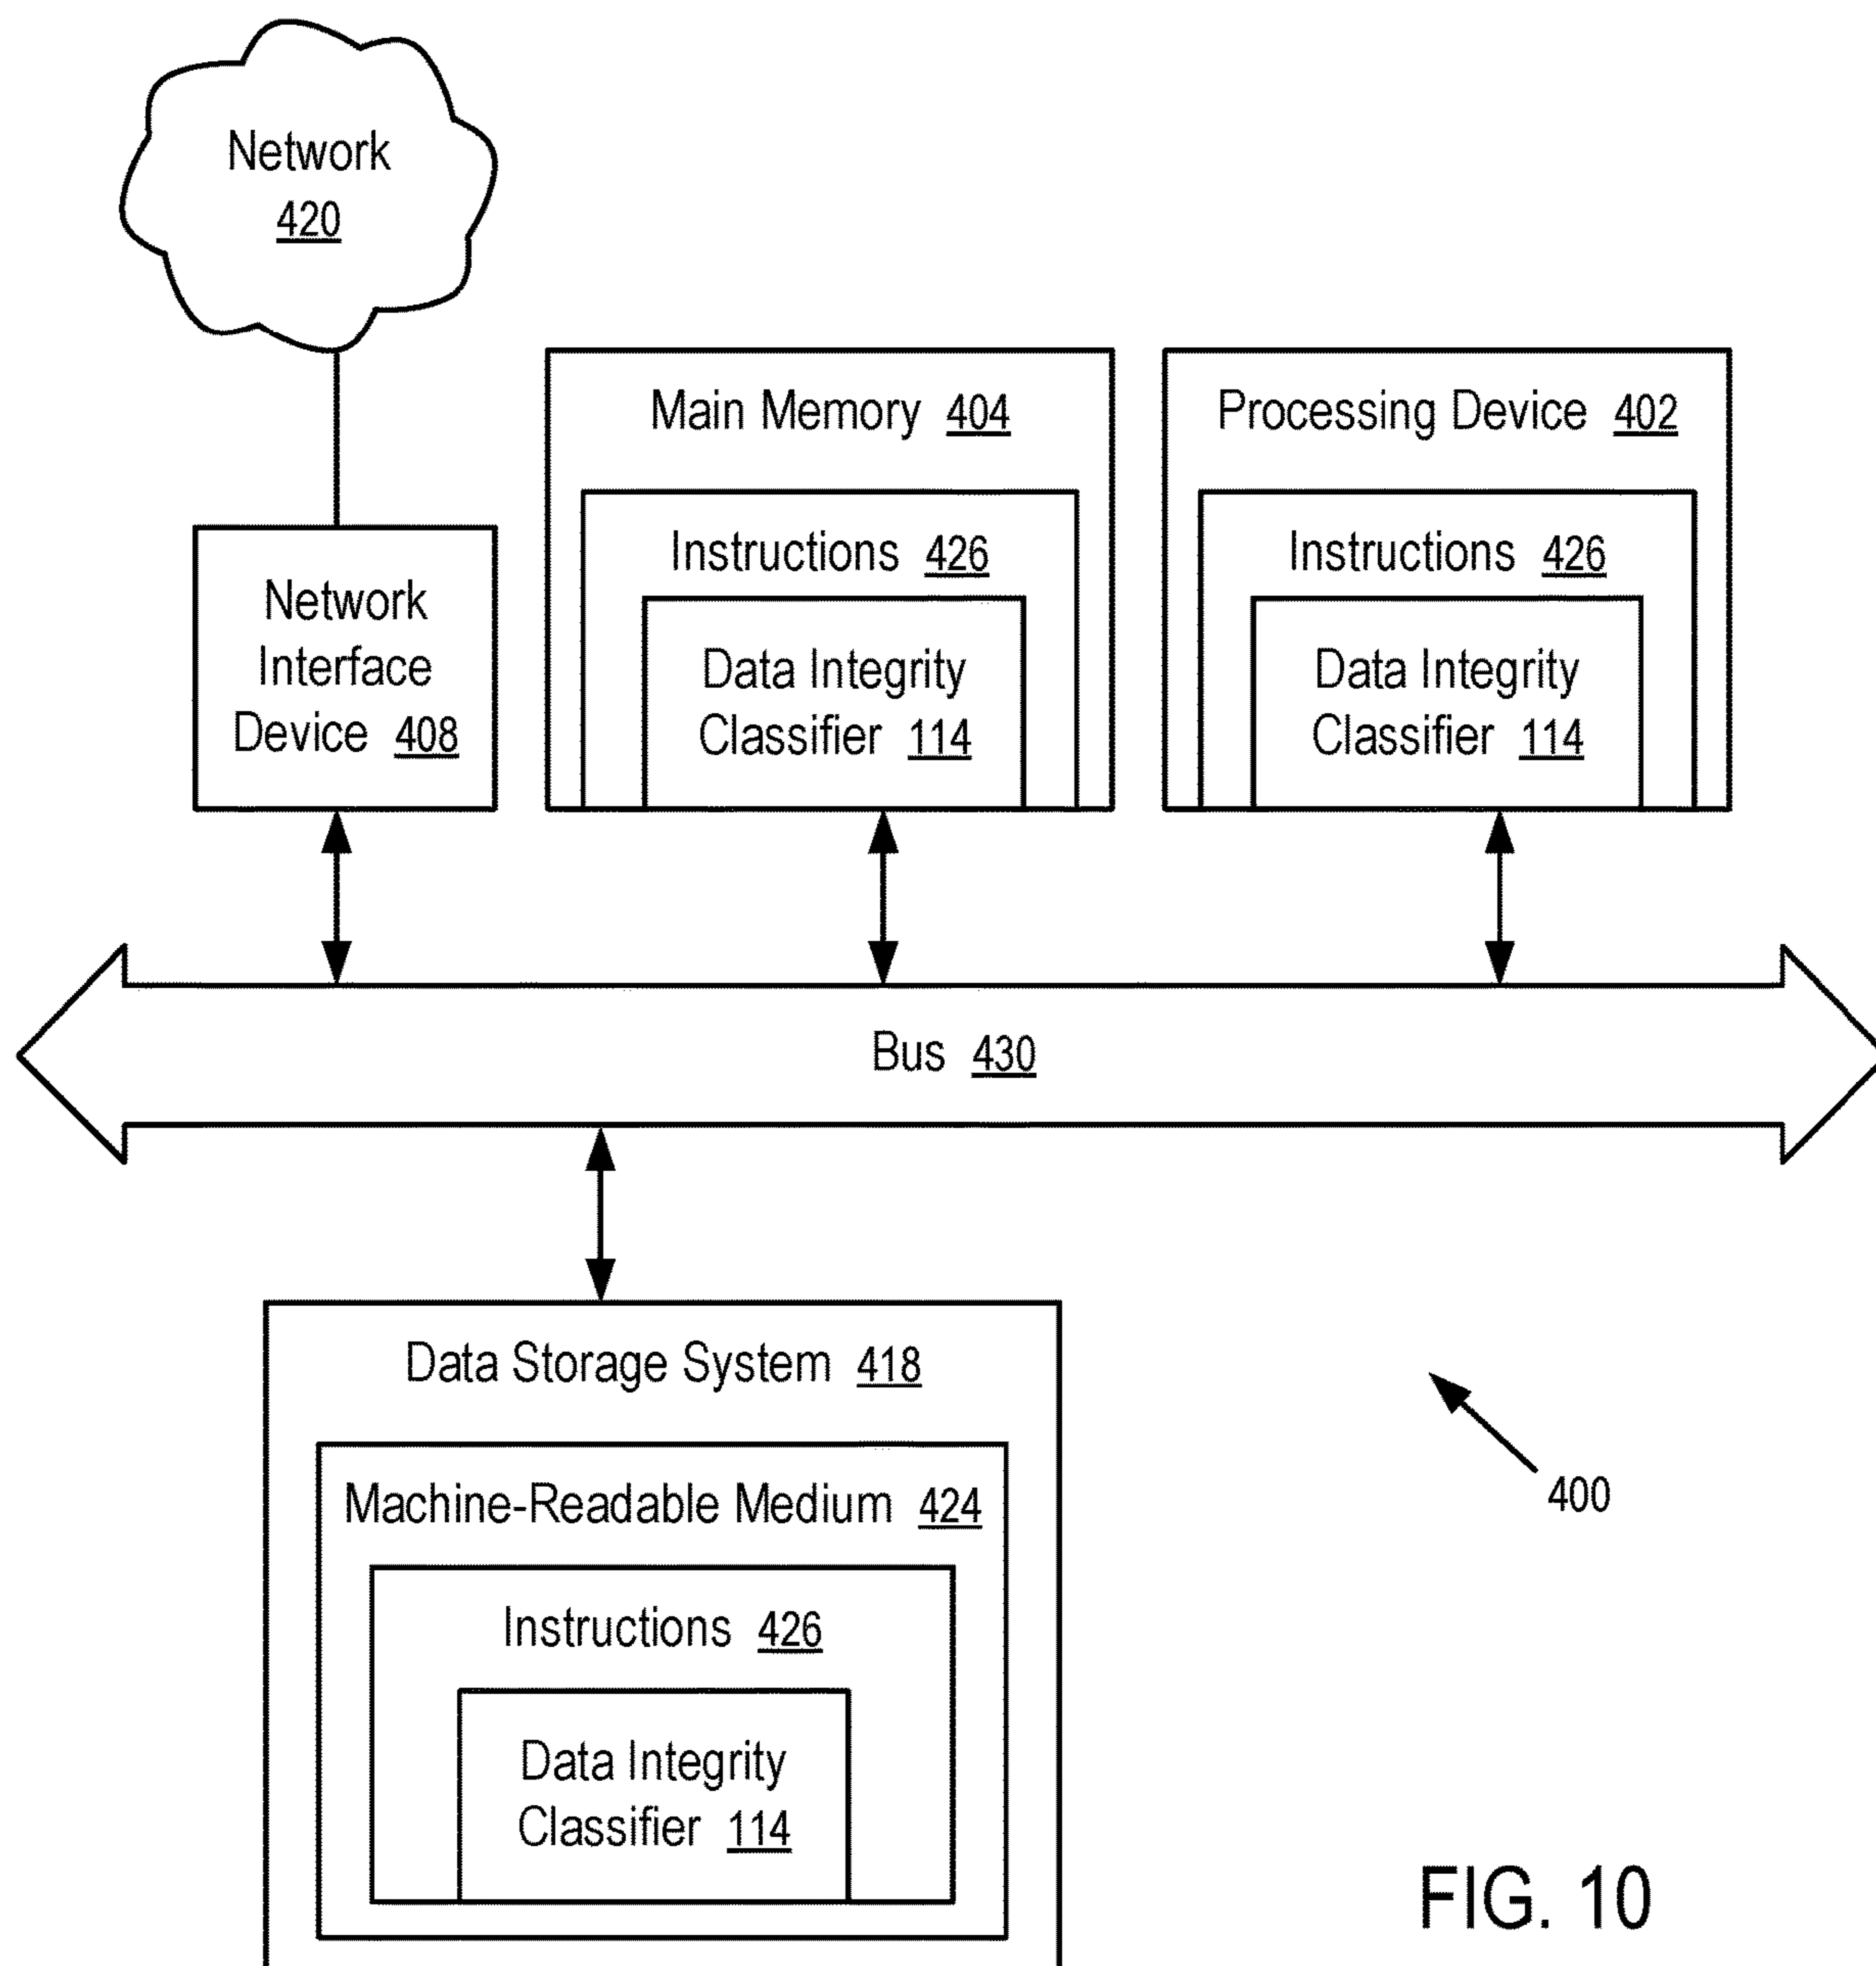 Network
420
Main Memory 404
Processing Device 402
Instructions 426
Instructions 426
Network
Interface
Device 408
Data Integrity
Classifier 114
Data Integrity
Classifier 114
Bus 430
Data Storage System 418
Machine-Readable Medium 424
400
Instructions 426
Data Integrity
Classifier 114
FIG. 10